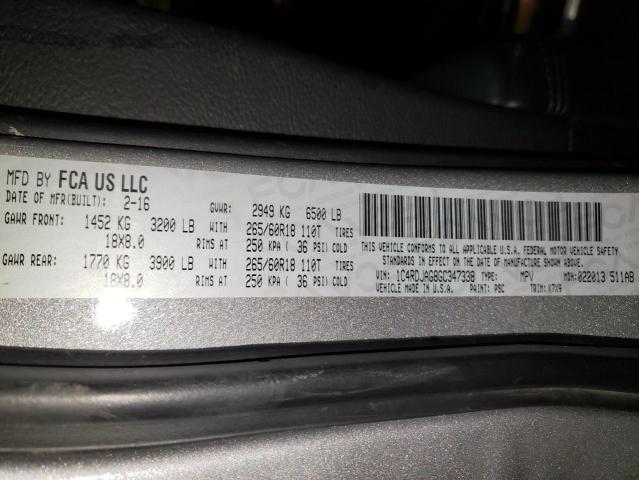 MFD BY FCA US LLC
DATE OF MFR(BUILT): 2-16 GVWR: 2949 KG 6500 LB
GAWR FRONT: 1452 KG 3200 LB WITH 265/60R18 110T TIRES
18X8.0 RIMS AT 250 KPA ( 36 PSI) COLD
GAWR REAR: 1770 KG 3900 LB WITH 265/60R18 110T TIRES
18X8.0 RIMS AT 250 KPA ( 36 PSI) COLD
THIS VEHICLE CONFORMS TO ALL APPLICABLE U.S.A. FEDERAL MOTOR VEHICLE SAFETY
STANDARDS IN EFFECT ON THE DATE OF MANUFACTURE SHOWN ABOVE.
VIN: 1C4RDJAG8GC347338 TYPE: MPV MDH: 022013 511AB
VEHICLE MADE IN U.S.A. PAINT: PSC TRIM: X7X9